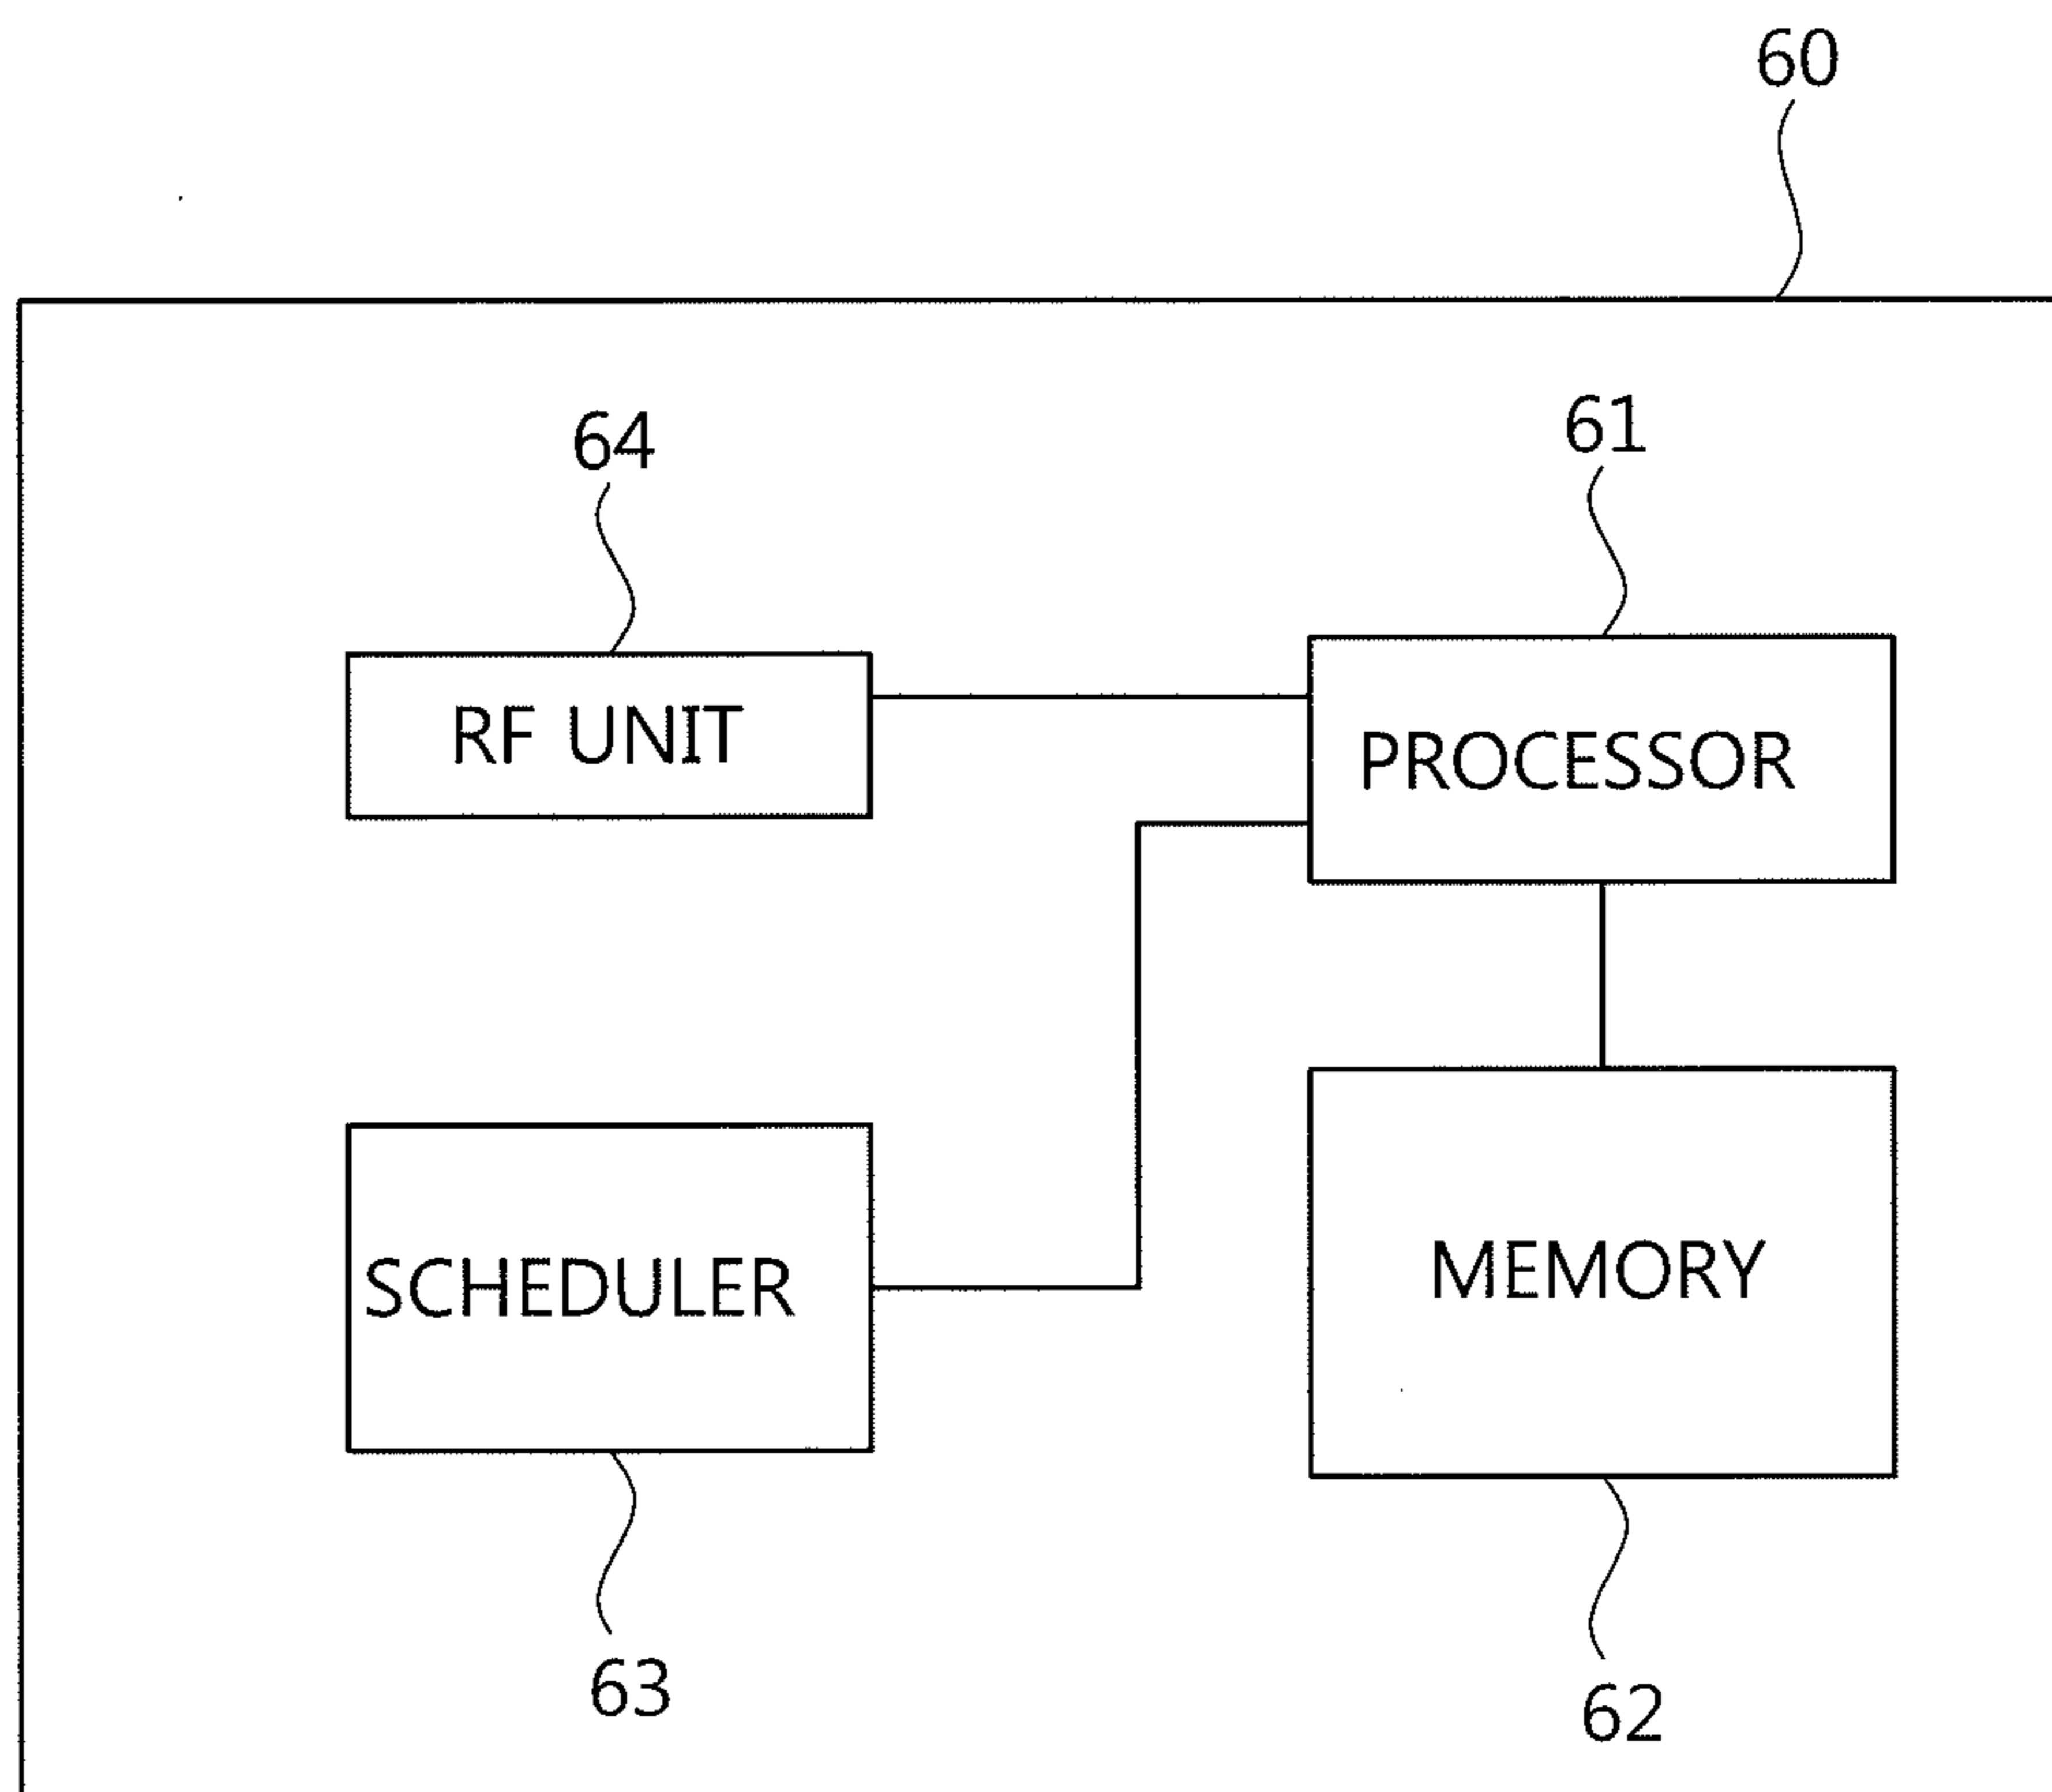 60
64
61
RF UNIT
PROCESSOR
SCHEDULER
MEMORY
63
62